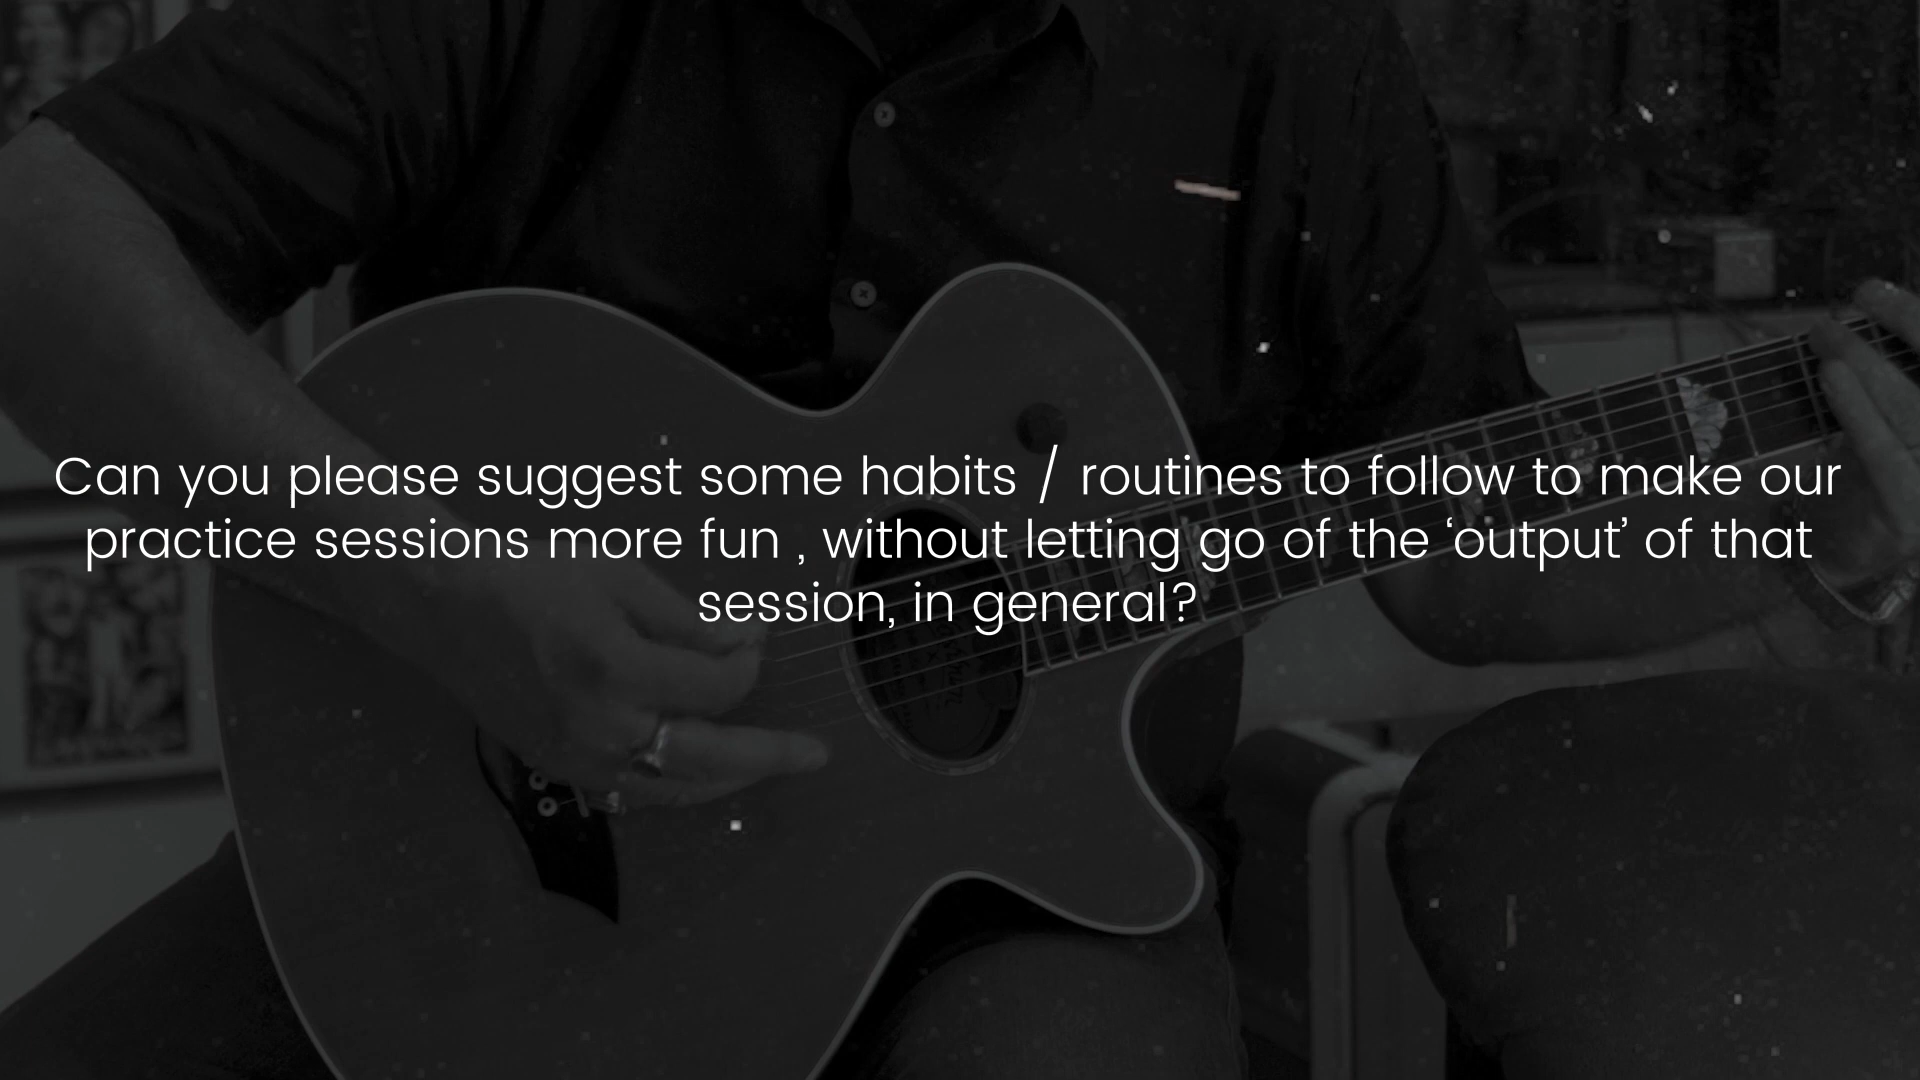 Can you please suggest some habits / routines to follow to make our
practice sessions more fun , without letting go of the ‘output’ of that
session, in general?